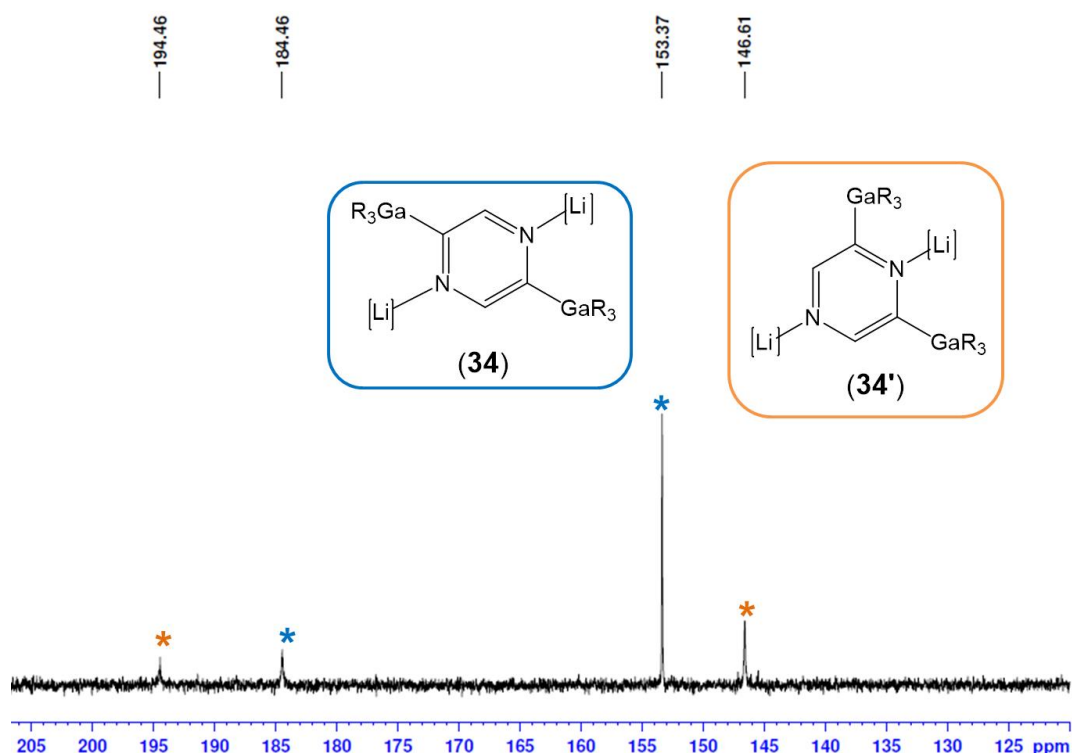 194.46
184.46
153.37
146.61
R₃Ga
[Li]
N
N
[Li]
GaR₃
(34)
GaR₃
[Li]
N
N
[Li]
GaR₃
(34')
*
*
*
*
205 200 195 190 185 180 175 170 165 160 155 150 145 140 135 130 125 ppm